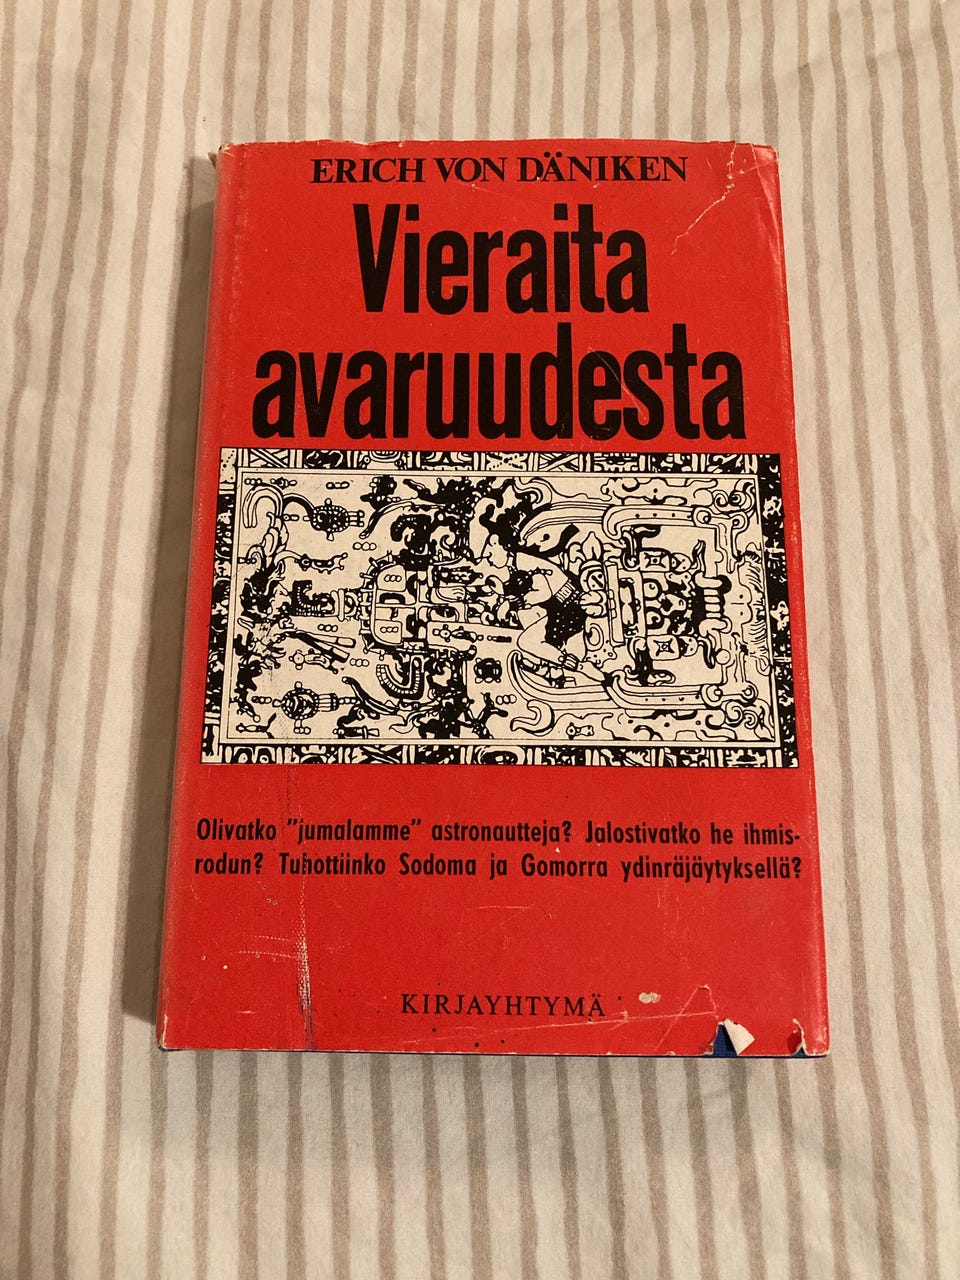 ERICH VON DÄNIKEN
Vieraita
avaruudesta
Olivatko "jumalamme" astronautteja? Jalostivatko he ihmis-
rodun? Tuhottiinko Sodoma ja Gomorra ydinräjäytyksellä?
KIRJAYHTYMÄ